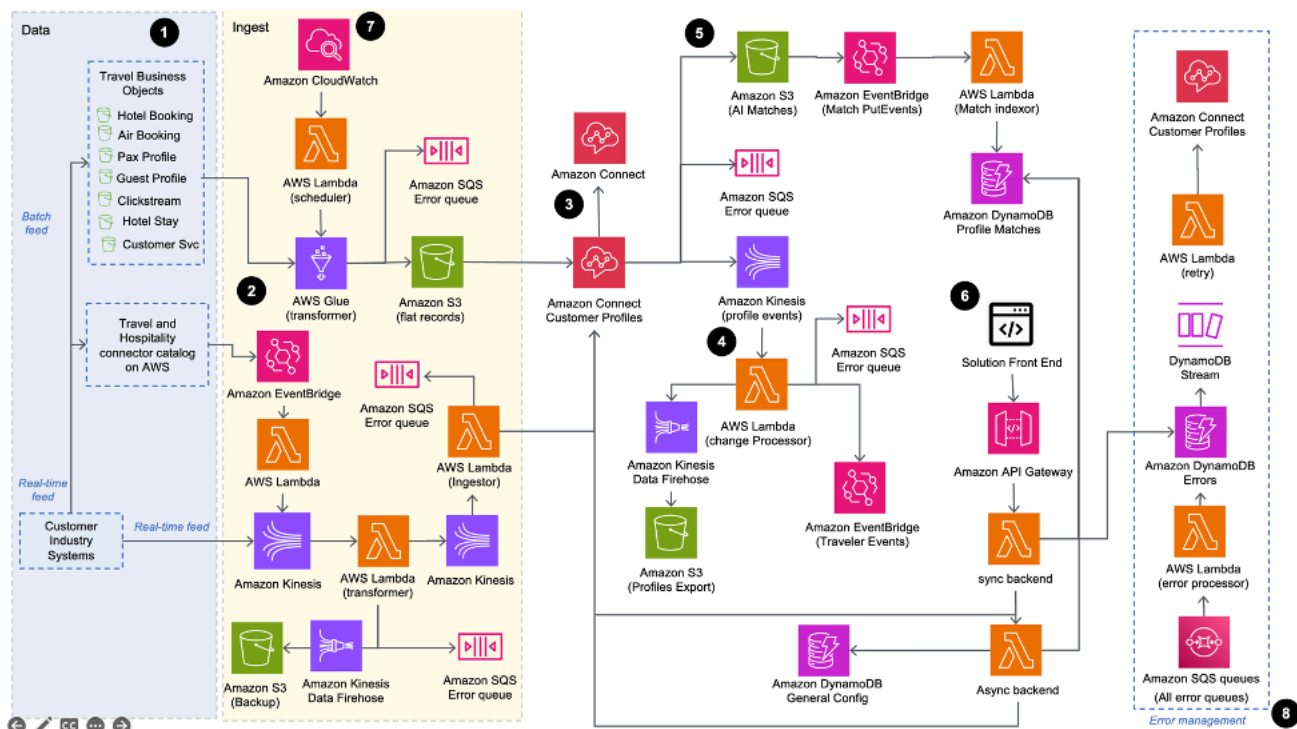 Data
1
Travel Business
Objects
Hotel Booking
Air Booking
Pax Profile
Guest Profile
Clickstream
Hotel Stay
Customer Svc
Batch
feed
Travel and
Hospitality
connector catalog
on AWS
Real-time
feed
Real-time feed
Customer
Industry
Systems
Ingest
7
Amazon CloudWatch
AWS Lambda
(scheduler)
Amazon SQS
Error queue
2
AWS Glue
(transformer)
Amazon S3
(flat records)
Amazon EventBridge
Amazon SQS
Error queue
AWS Lambda
AWS Lambda
(Ingestor)
Amazon Kinesis
AWS Lambda
(transformer)
Amazon Kinesis
Amazon S3
(Backup)
Amazon Kinesis
Data Firehose
Amazon SQS
Error queue
Amazon Connect
3
Amazon Connect
Customer Profiles
5
Amazon S3
(AI Matches)
Amazon EventBridge
(Match PutEvents)
AWS Lambda
(Match indexor)
Amazon SQS
Error queue
Amazon DynamoDB
Profile Matches
Amazon Kinesis
(profile events)
4
Amazon SQS
Error queue
AWS Lambda
(change Processor)
Amazon Kinesis
Data Firehose
Amazon EventBridge
(Traveler Events)
Amazon S3
(Profiles Export)
6
Solution Front End
Amazon API Gateway
sync backend
Amazon DynamoDB
General Config
Async backend
Amazon Connect
Customer Profiles
AWS Lambda
(retry)
DynamoDB
Stream
Amazon DynamoDB
Errors
AWS Lambda
(error processor)
Amazon SQS queues
(All error queues)
Error management
8
CC